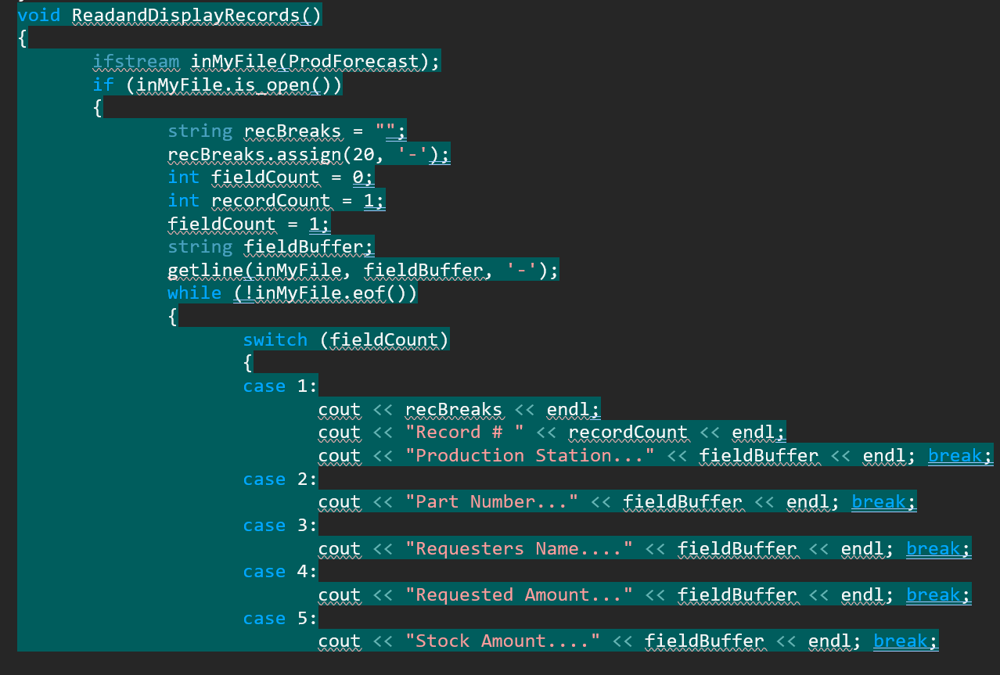 void ReadandDisplayRecords()
{
ifstream inMyFile(ProdForecast);
if (inMyFile.is_open())
{
string recBreaks = "";
recBreaks.assign(20, '-');
int fieldCount = 0;
int recordCount = 1;
fieldCount = 1;
string fieldBuffer;
getline(inMyFile, fieldBuffer, '-');
while (!inMyFile.eof())
{
switch (fieldCount)
{
case 1:
cout << recBreaks << endl;
cout << "Record # " << recordCount << endl;
cout << "Production Station..." << fieldBuffer << endl; break;
case 2:
cout << "Part Number..." << fieldBuffer << endl; break;
case 3:
cout << "Requesters Name...." << fieldBuffer << endl; break;
case 4:
cout << "Requested Amount..." << fieldBuffer << endl; break;
case 5:
cout << "Stock Amount...." << fieldBuffer << endl; break;